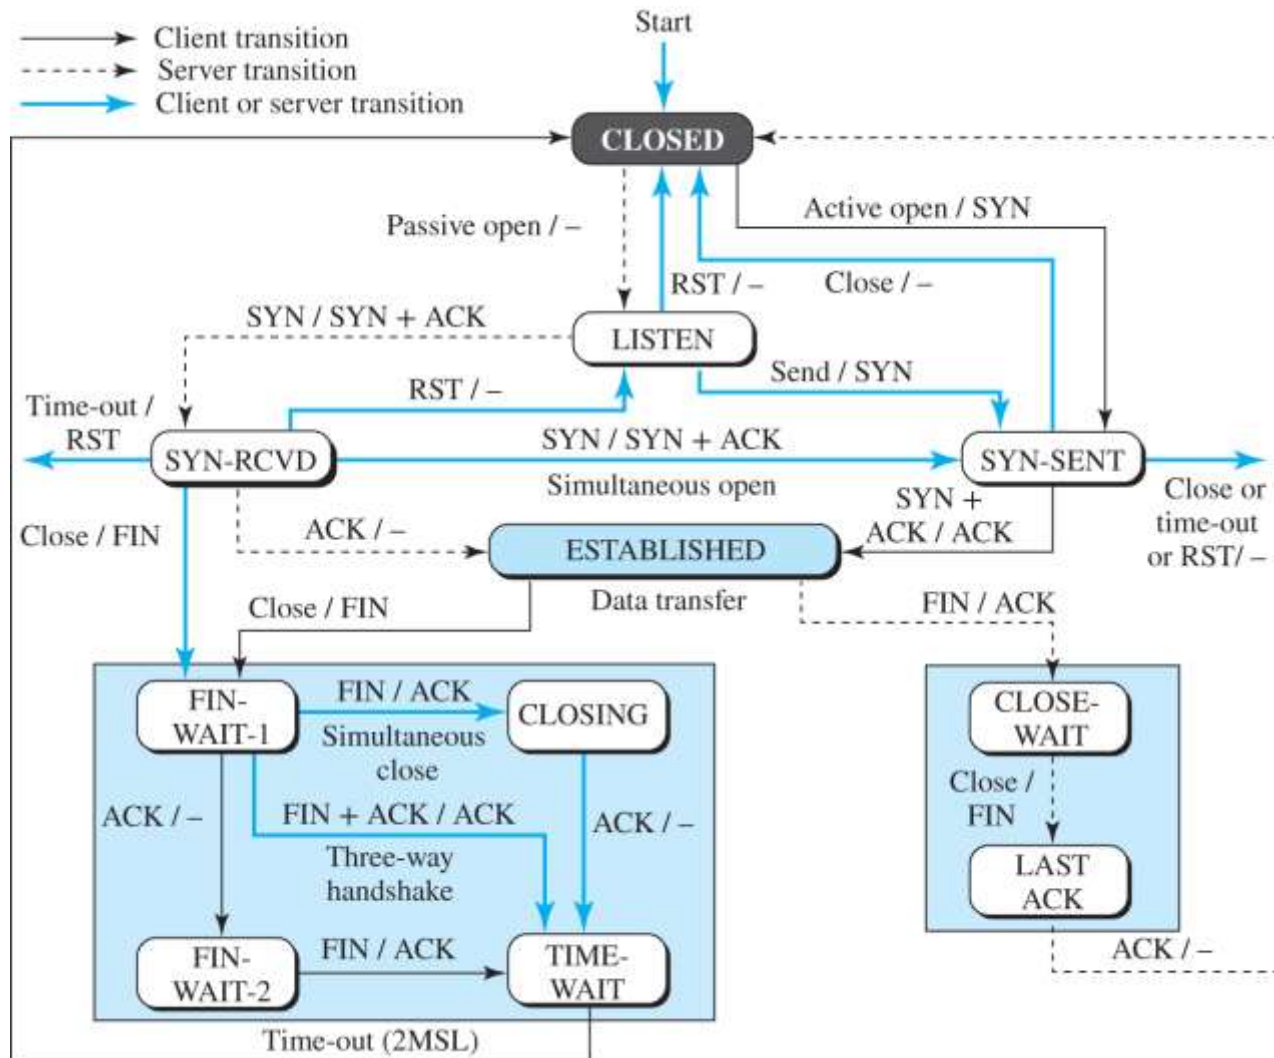 Start
Client transition
Server transition
Client or server transition
CLOSED
Passive open / –
Active open / SYN
RST / –
Close / –
SYN / SYN + ACK
LISTEN
RST / –
Send / SYN
Time-out /
RST
SYN-RCVD
SYN / SYN + ACK
Simultaneous open
SYN-SENT
Close or
time-out
or RST/ –
Close / FIN
ACK / –
ESTABLISHED
SYN +
ACK / ACK
Data transfer
Close / FIN
FIN / ACK
FIN-
WAIT-1
FIN / ACK
Simultaneous
close
CLOSING
CLOSE-
WAIT
Close /
FIN
ACK / –
FIN + ACK / ACK
Three-way
handshake
ACK / –
LAST
ACK
FIN-
WAIT-2
FIN / ACK
TIME-
WAIT
ACK / –
Time-out (2MSL)